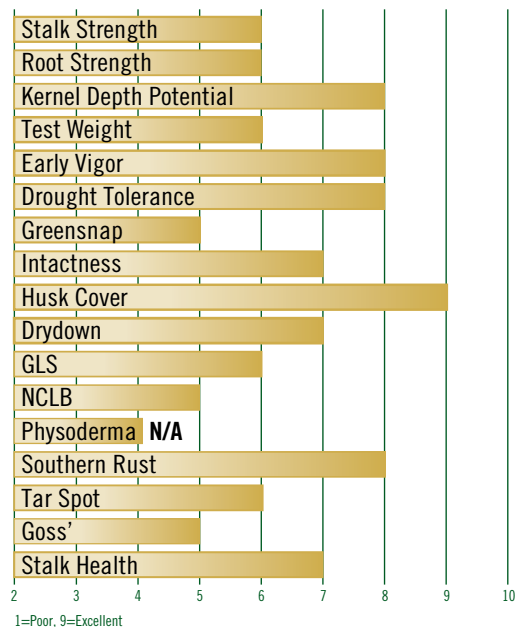 Stalk Strength
Root Strength
Kernel Depth Potential
Test Weight
Early Vigor
Drought Tolerance
Greensnap
Intactness
Husk Cover
Drydown
GLS
NCLB
Physoderma N/A
Southern Rust
Tar Spot
Goss’
Stalk Health
2 3 4 5 6 7 8 9 10
1=Poor, 9=Excellent